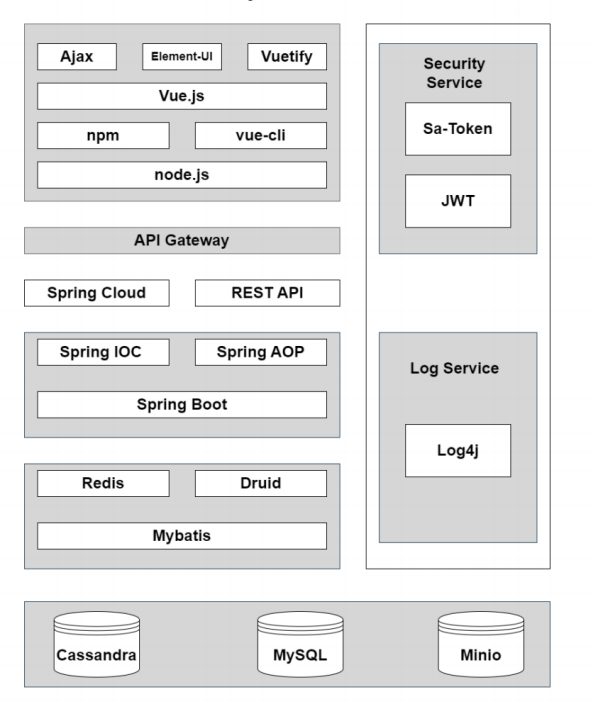 Ajax
Element-UI
Vuetify
Vue.js
npm
vue-cli
node.js
API Gateway
Spring Cloud
REST API
Spring IOC
Spring AOP
Spring Boot
Redis
Druid
Mybatis
Security
Service
Sa-Token
JWT
Log Service
Log4j
Cassandra
MySQL
Minio